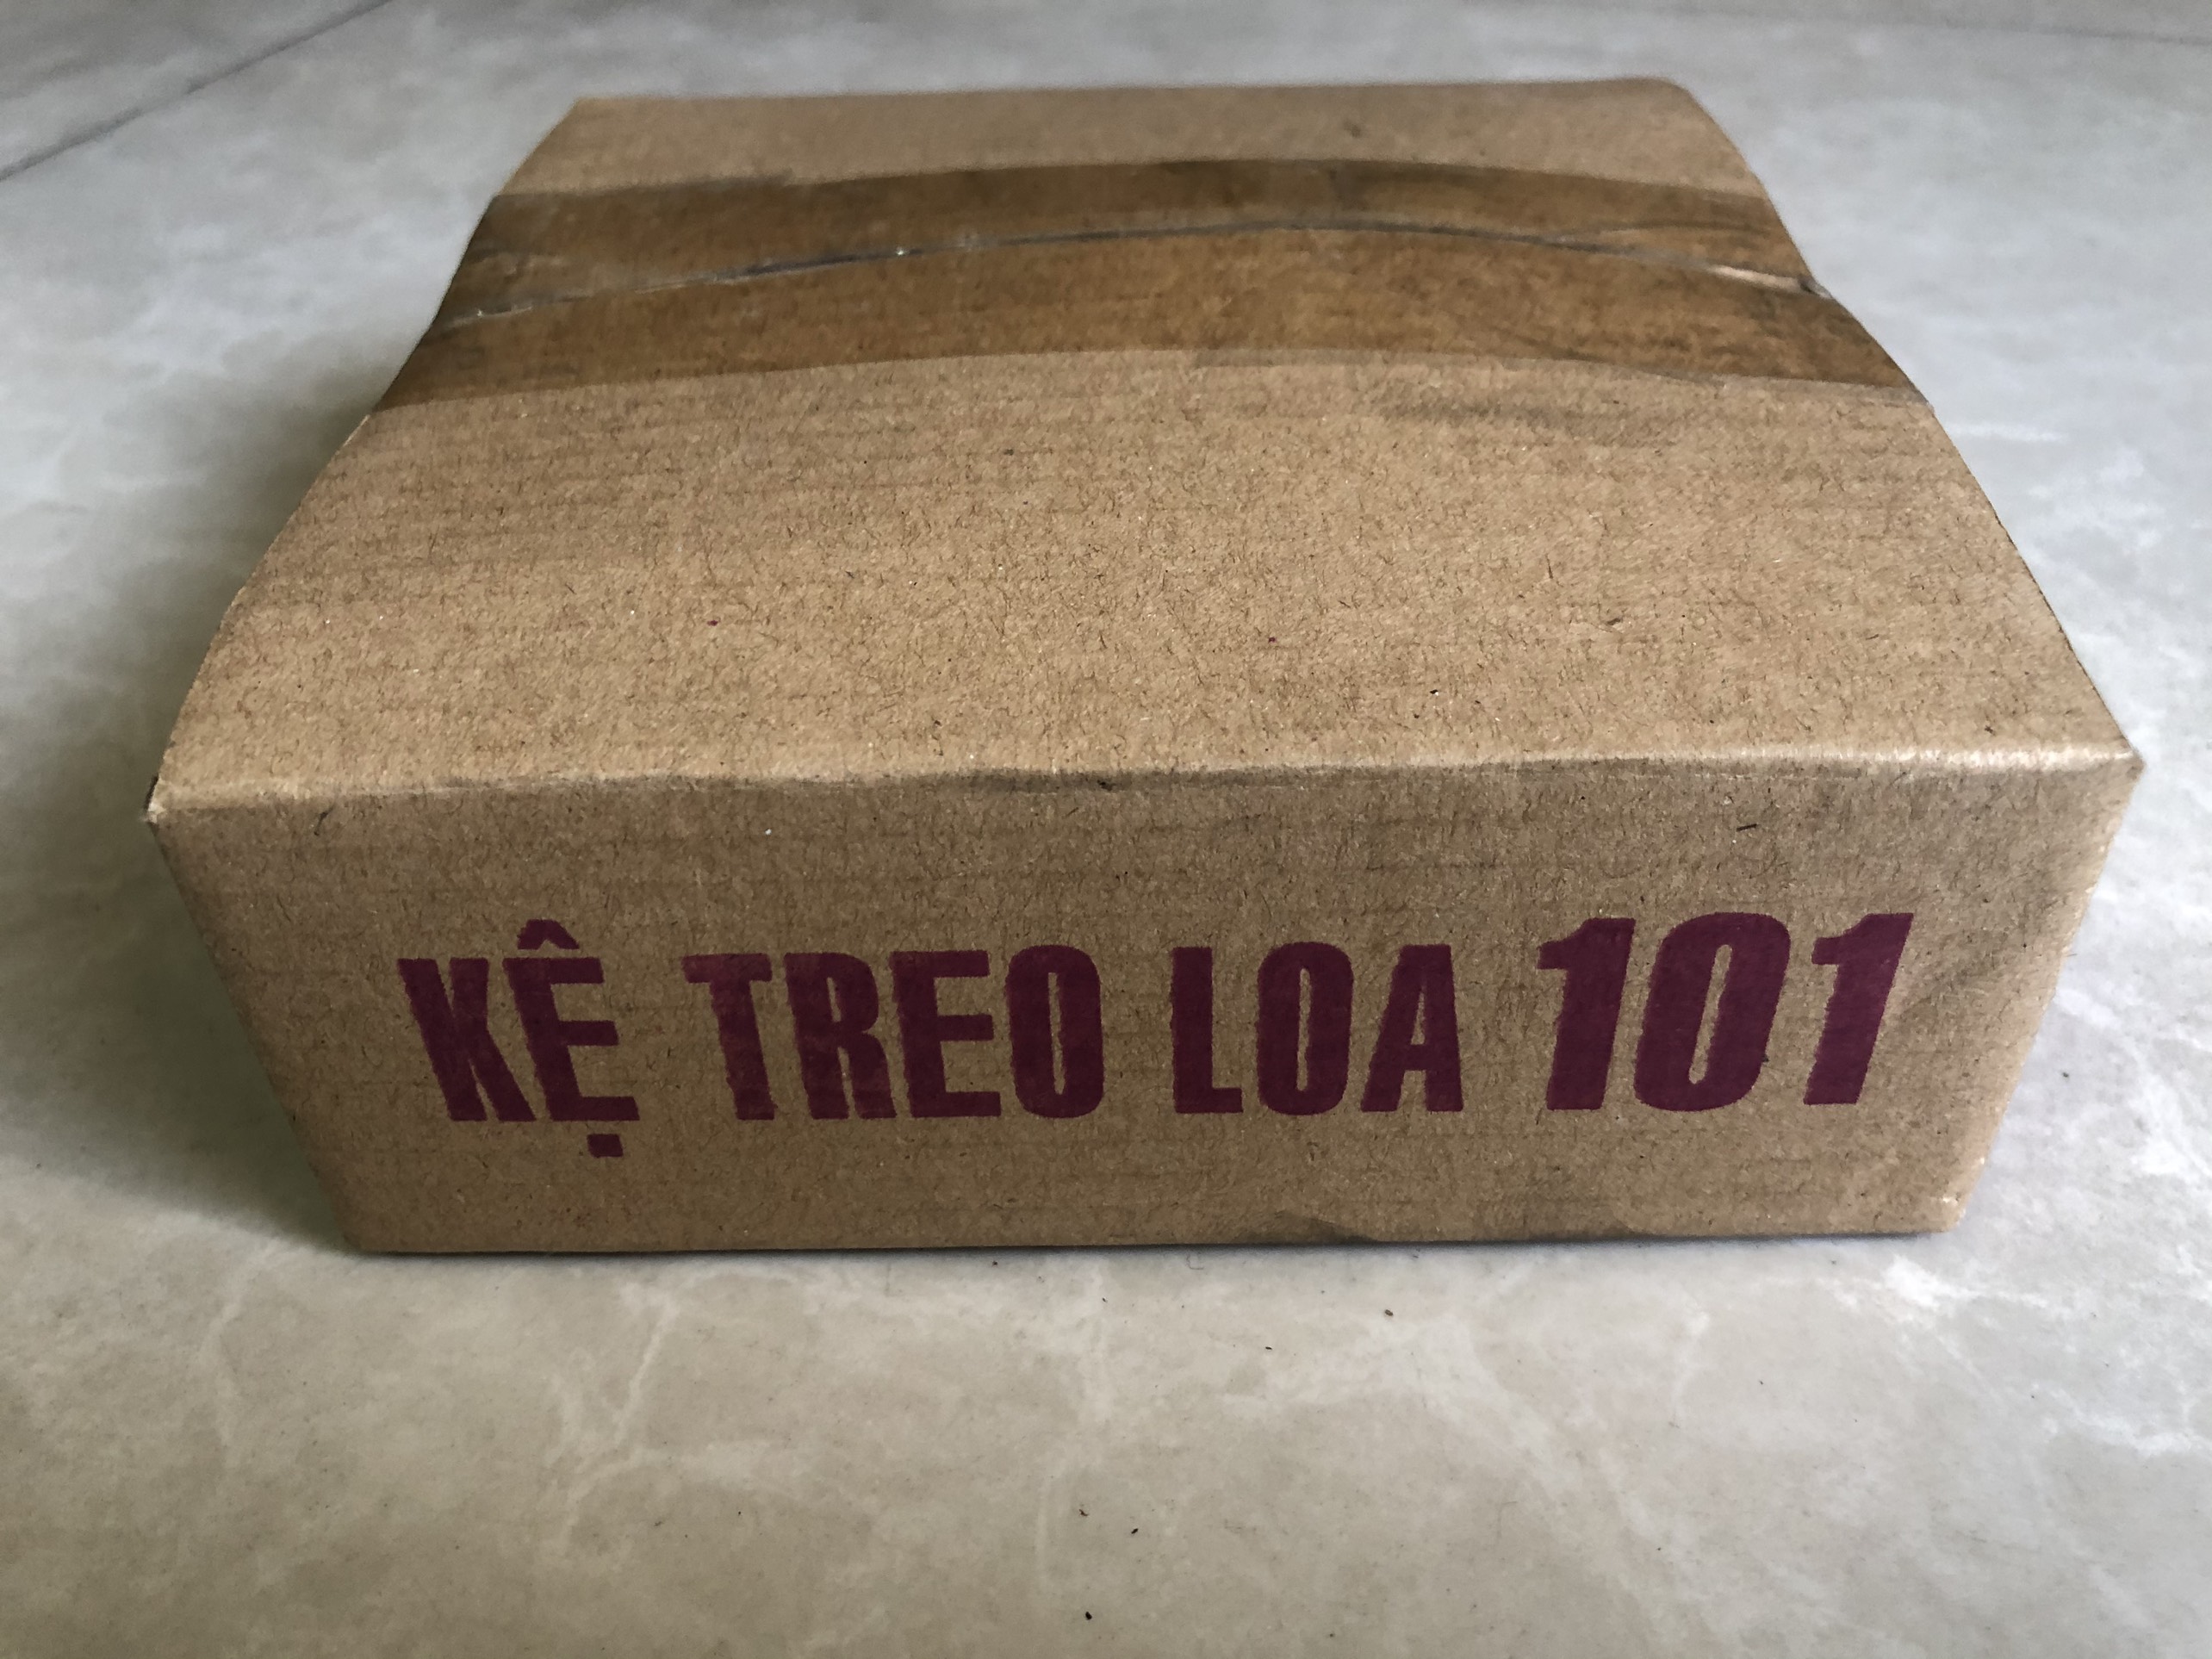 KỆ TREO LOA 101